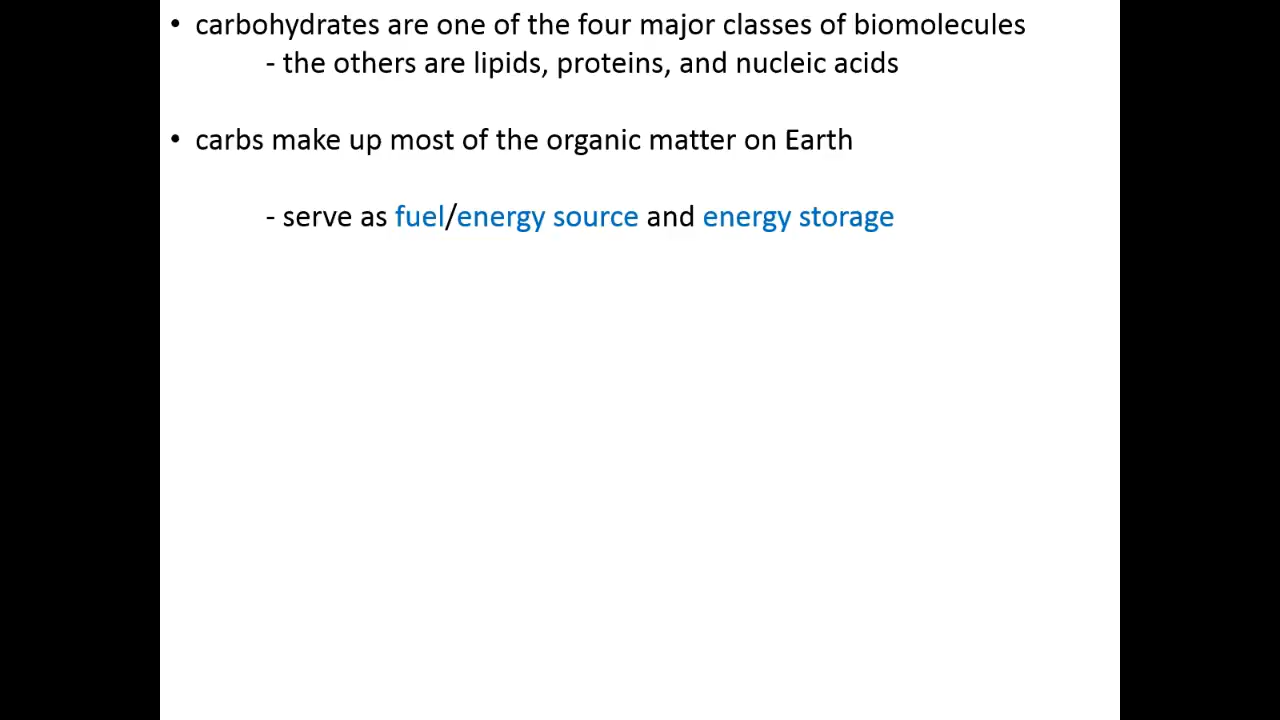 • carbohydrates are one of the four major classes of biomolecules
- the others are lipids, proteins, and nucleic acids
• carbs make up most of the organic matter on Earth
- serve as fuel/energy source and energy storage